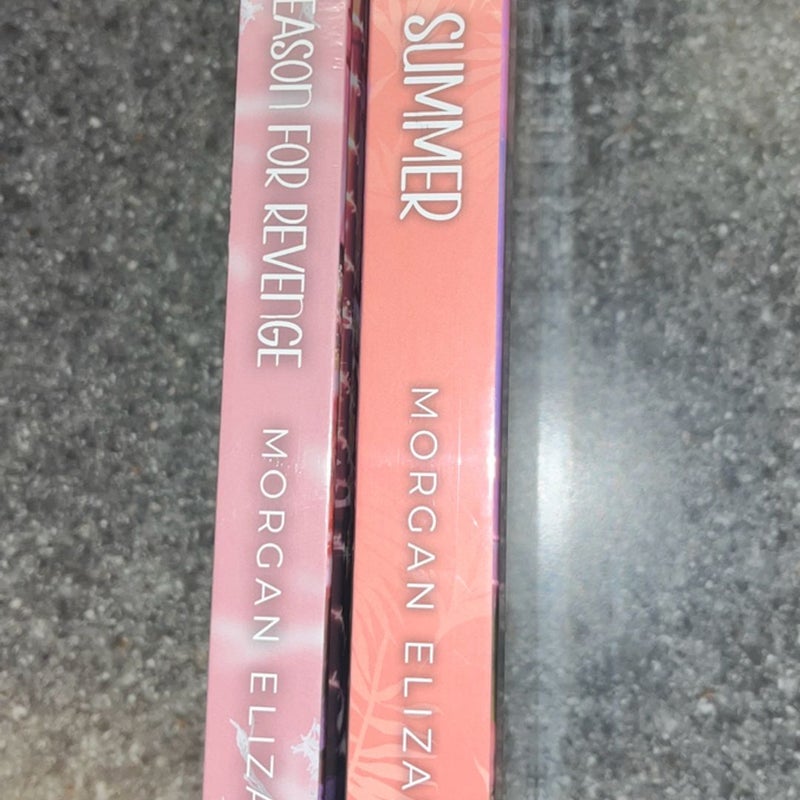 EASON FOR REVENGE MORGAN ELIZA
SUMMER MORGAN ELIZA